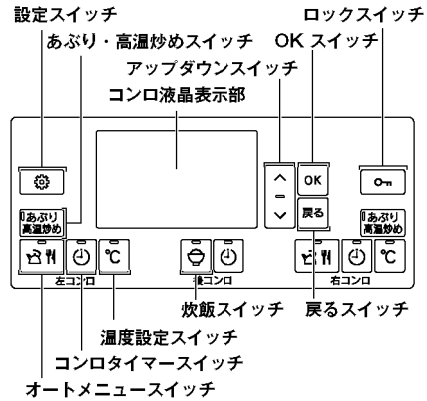 設定スイッチ
ロックスイッチ
あぶり・高温炒めスイッチ
OK スイッチ
アップダウンスイッチ
コンロ液晶表示部
OK
戻る
あぶり
高温炒め
あぶり
高温炒め
℃
℃
左コンロ
後コンロ
右コンロ
炊飯スイッチ
戻るスイッチ
温度設定スイッチ
コンロタイマースイッチ
オートメニュースイッチ